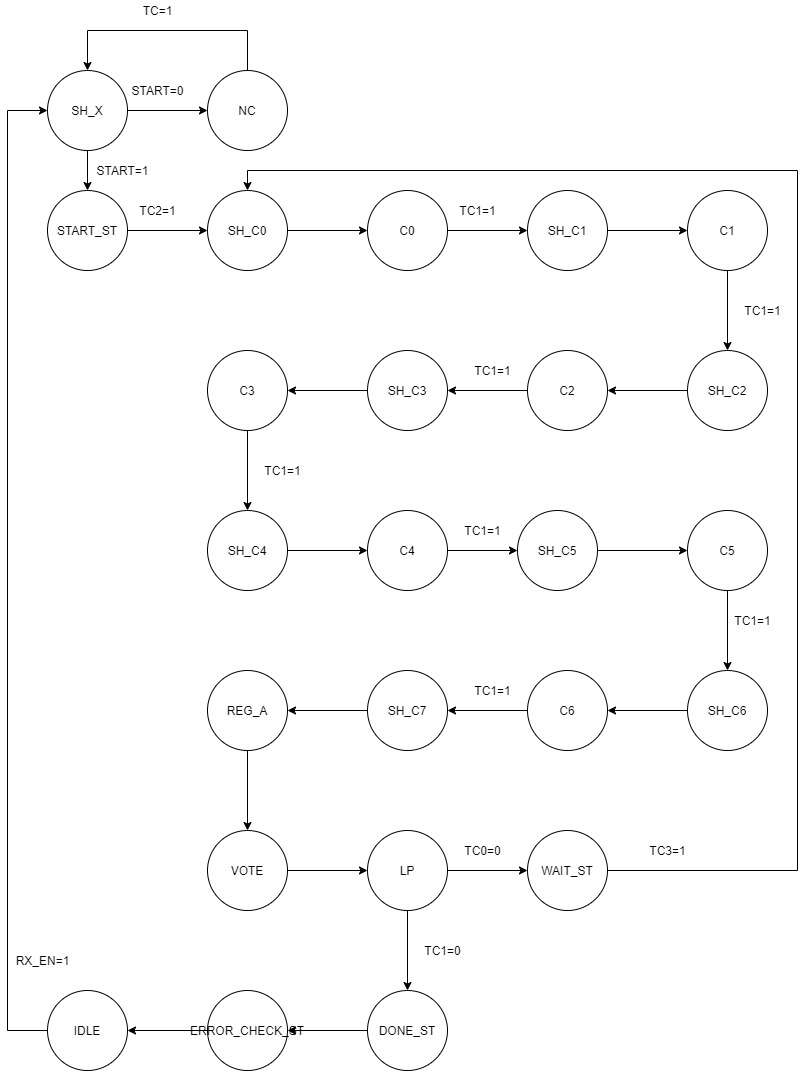 TC=1
SH_X
START=0
NC
START=1
START_ST
TC2=1
SH_C0
C0
TC1=1
SH_C1
C1
TC1=1
C3
SH_C3
TC1=1
C2
SH_C2
TC1=1
SH_C4
C4
TC1=1
SH_C5
C5
TC1=1
REG_A
SH_C7
TC1=1
C6
SH_C6
VOTE
LP
TC0=0
WAIT_ST
TC3=1
TC1=0
RX_EN=1
IDLE
ERROR_CHECK_ST
DONE_ST